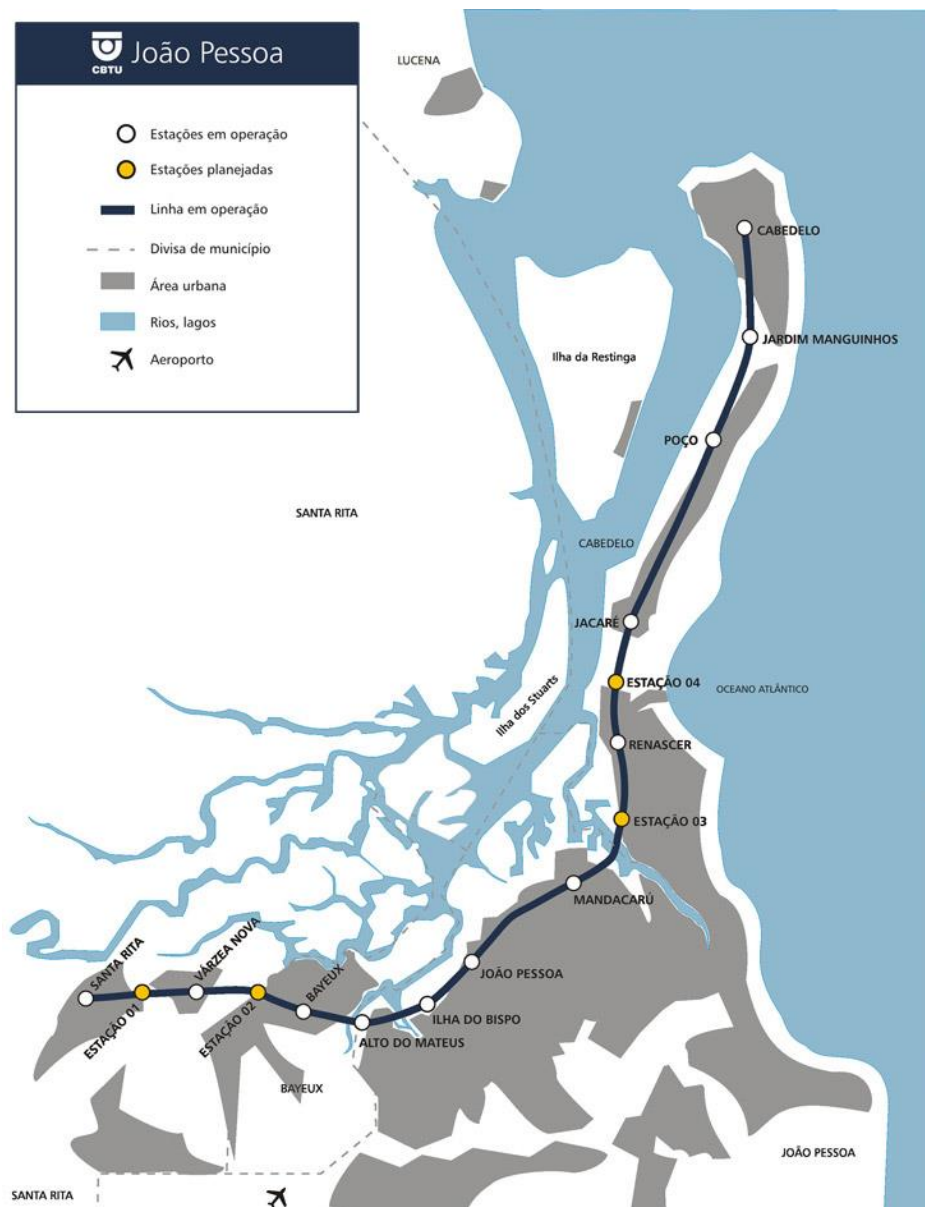 CBTU
João Pessoa
Estações em operação
Estações planejadas
Linha em operação
Divisa de município
Área urbana
Rios, lagos
Aeroporto
LUCENA
CABEDELO
JARDIM MANGUINHOS
Ilha da Restinga
POÇO
SANTA RITA
CABEDELO
JACARÉ
ESTAÇÃO 04
OCEANO ATLÂNTICO
Ilha dos Stuarts
RENASCER
ESTAÇÃO 03
MANDACARÚ
SANTA RITA
VÁRZEA NOVA
BAYEUX
JOÃO PESSOA
ESTAÇÃO 01
ESTAÇÃO 02
ILHA DO BISPO
ALTO DO MATEUS
BAYEUX
JOÃO PESSOA
SANTA RITA